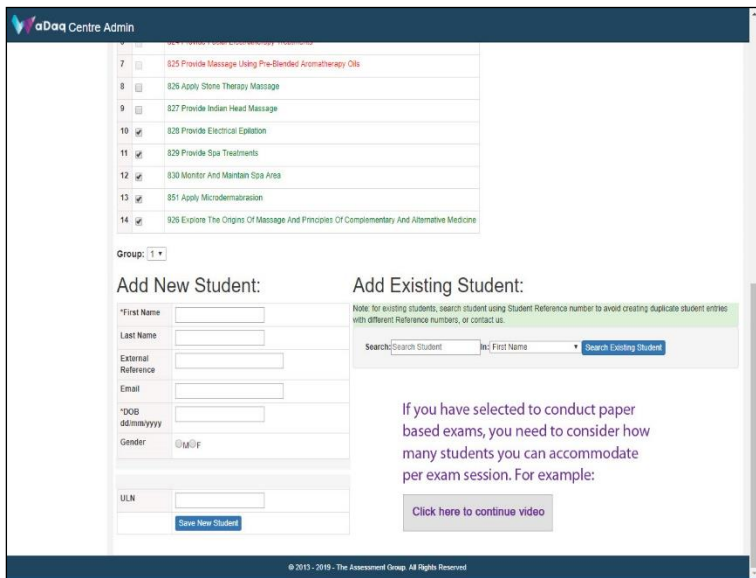 VaDaq Centre Admin
824 Provide Facial Electrotherapy Treatments
7 825 Provide Massage Using Pre-Blended Aromatherapy Oils
8 826 Apply Stone Therapy Massage
9 827 Provide Indian Head Massage
10 828 Provide Electrical Epilation
11 829 Provide Spa Treatments
12 830 Monitor And Maintain Spa Area
13 851 Apply Microdermabrasion
14 926 Explore The Origins Of Massage And Principles Of Complementary And Alternative Medicine
Group: 1
Add New Student:
*First Name
Last Name
External
Reference
Email
*DOB
dd/mm/yyyy
Gender M F
ULN
Save New Student
Add Existing Student:
Note: for existing students, search student using Student Reference number to avoid creating duplicate student entries
with different Reference numbers, or contact us.
Search: Search Student In: First Name Search Existing Student
If you have selected to conduct paper
based exams, you need to consider how
many students you can accommodate
per exam session. For example:
Click here to continue video
© 2013 - 2019 - The Assessment Group. All Rights Reserved